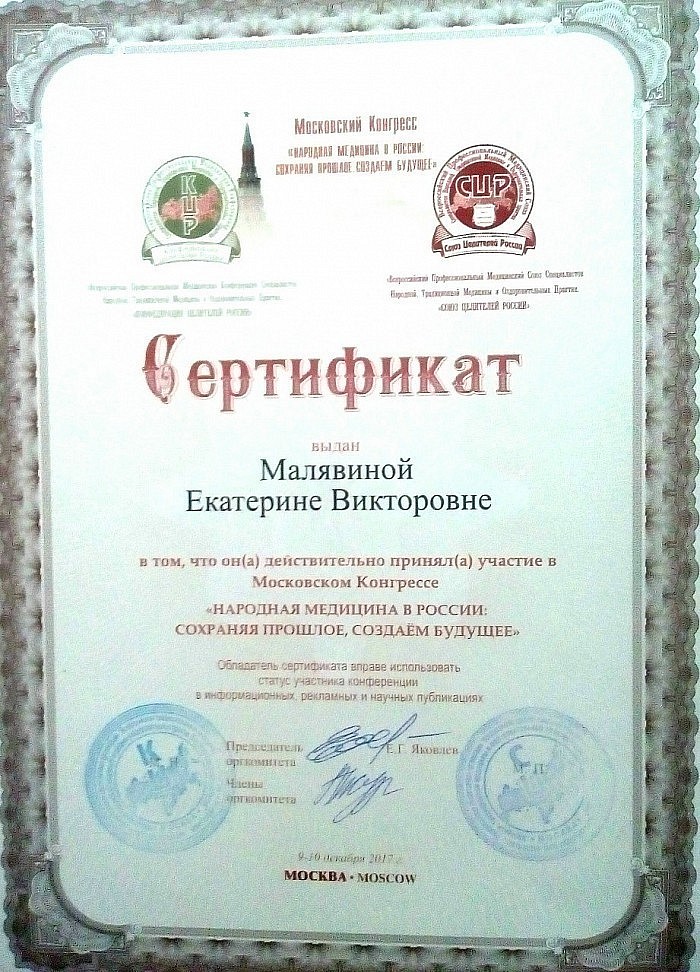 Московский Конгресс
«НАРОДНАЯ МЕДИЦИНА В РОССИИ:
СОХРАНЯЯ ПРОШЛОЕ СОЗДАЕМ БУДУЩЕЕ»
КЦР
СЦР
Союз Целителей России
«Всероссийский Профессиональный Медицинский Союз Специалистов
Народной, Традиционной Медицины и Оздоровительных Практик.
«СОЮЗ ЦЕЛИТЕЛЕЙ РОССИИ»
Сертификат
выдан
Малявиной
Екатерине Викторовне
в том, что он(а) действительно принял(а) участие в
Московском Конгрессе
«НАРОДНАЯ МЕДИЦИНА В РОССИИ:
СОХРАНЯЯ ПРОШЛОЕ, СОЗДАЁМ БУДУЩЕЕ»
Обладатель сертификата вправе использовать
статус участника конференции
в информационных, рекламных и научных публикациях
Председатель
оргкомитета
Е.Г. Яковлев
Члены
оргкомитета
9-10 декабря 2017 г.
МОСКВА • MOSCOW